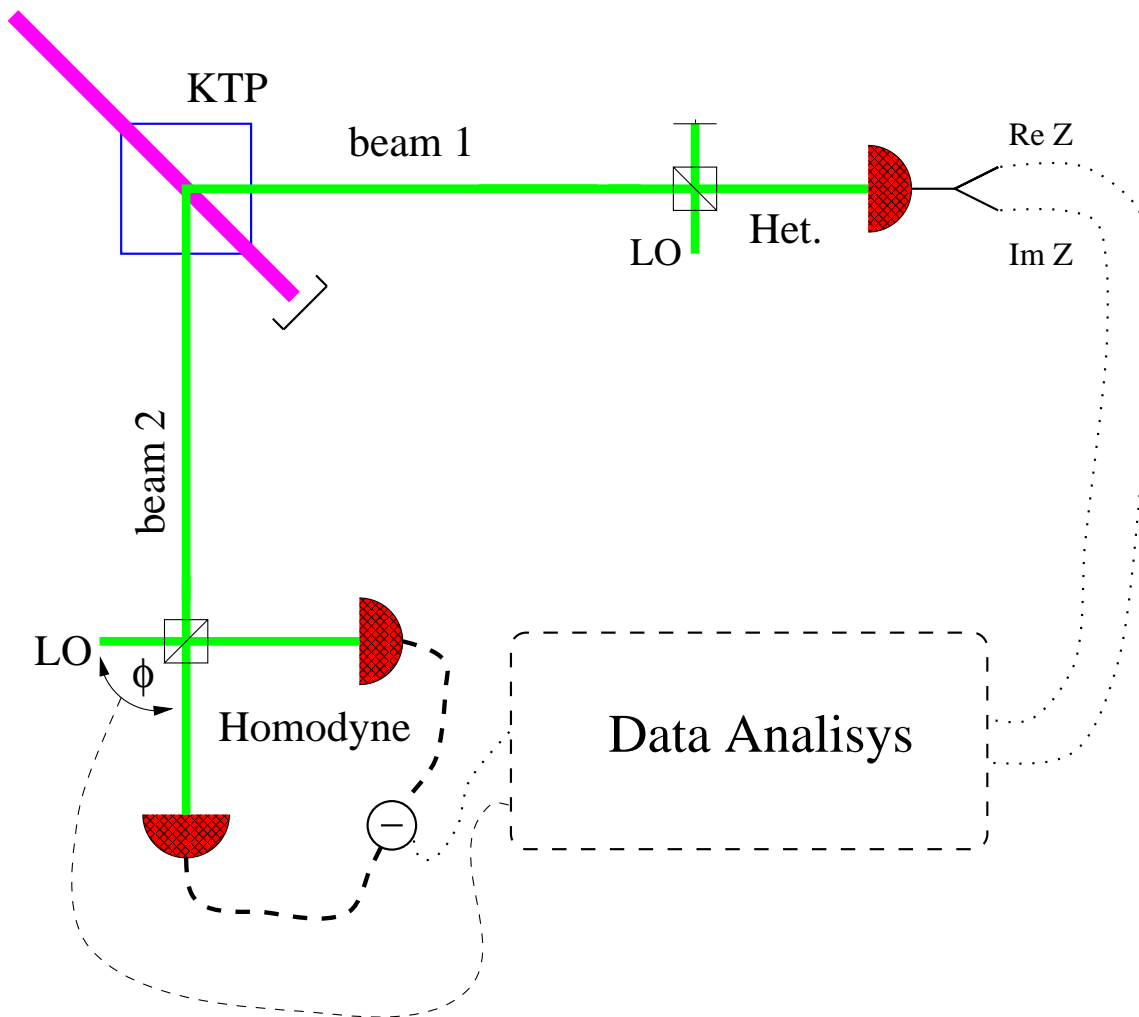 KTP
beam 1
Re Z
LO
Het.
Im Z
beam 2
LO
ϕ
Homodyne
Data Analisys
−